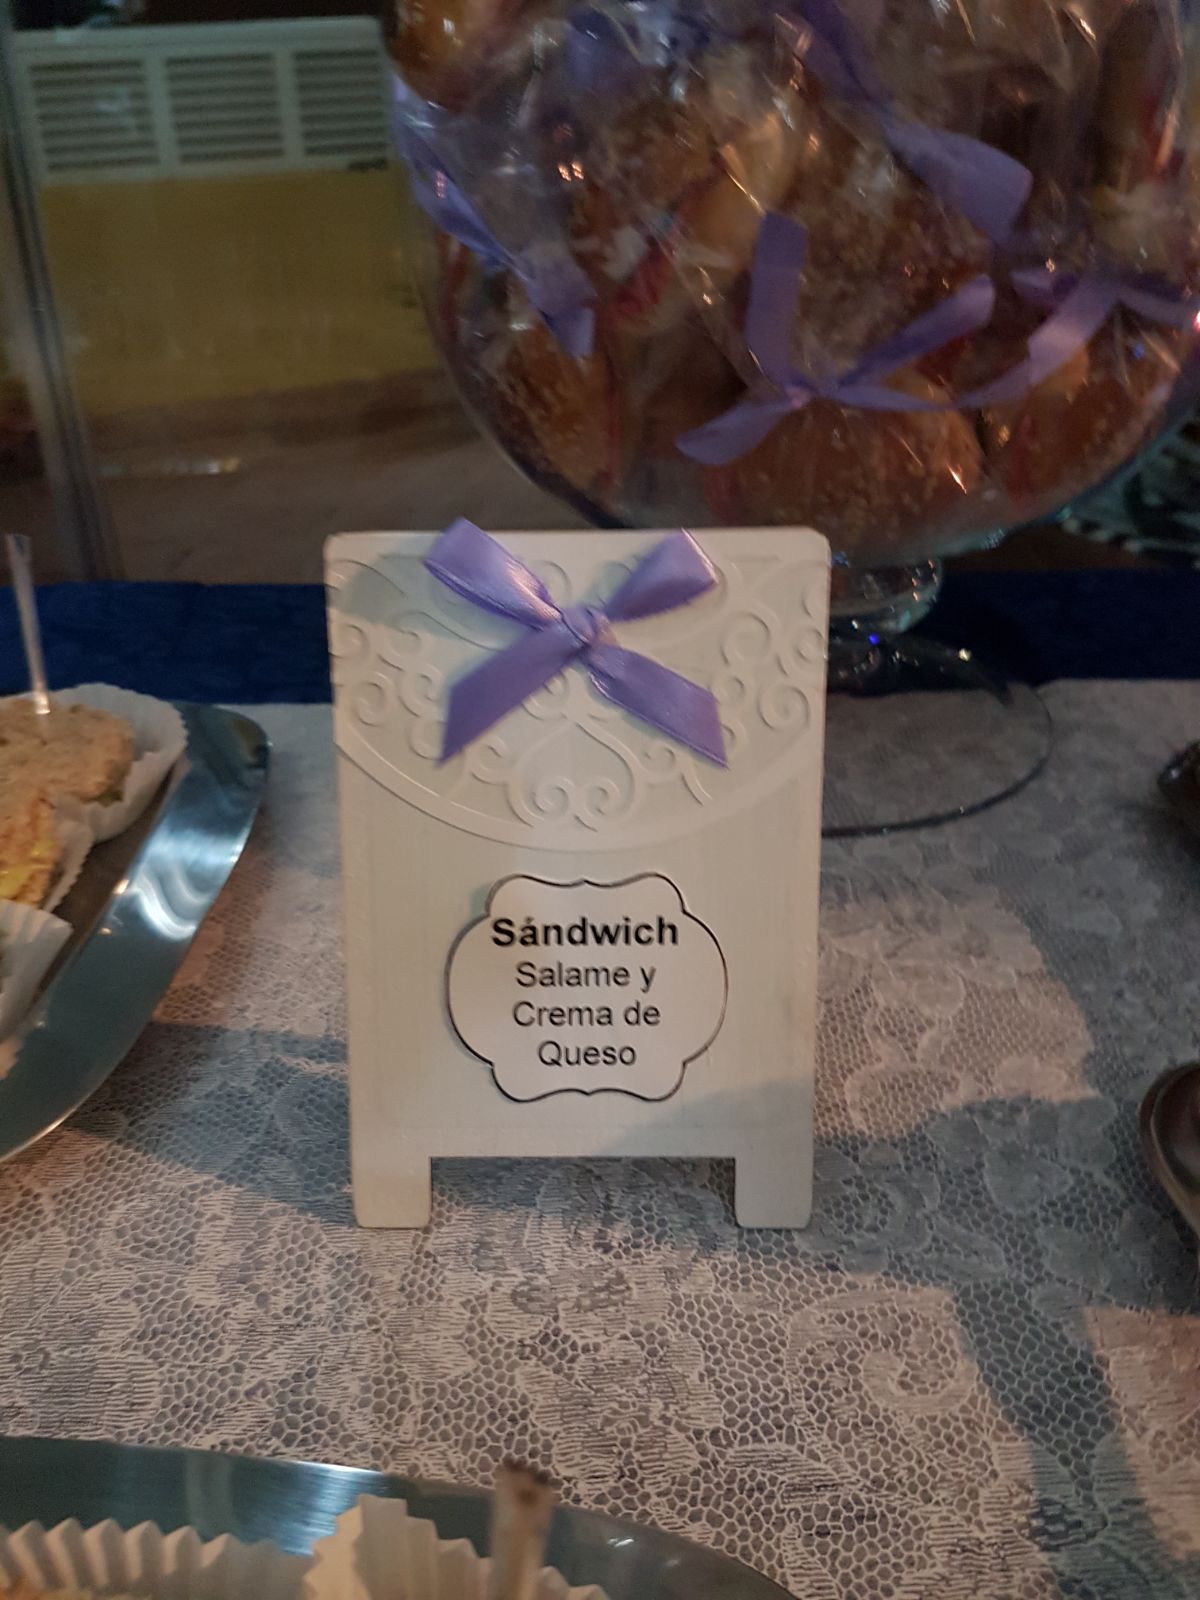 Sándwich
Salame y
Crema de
Queso